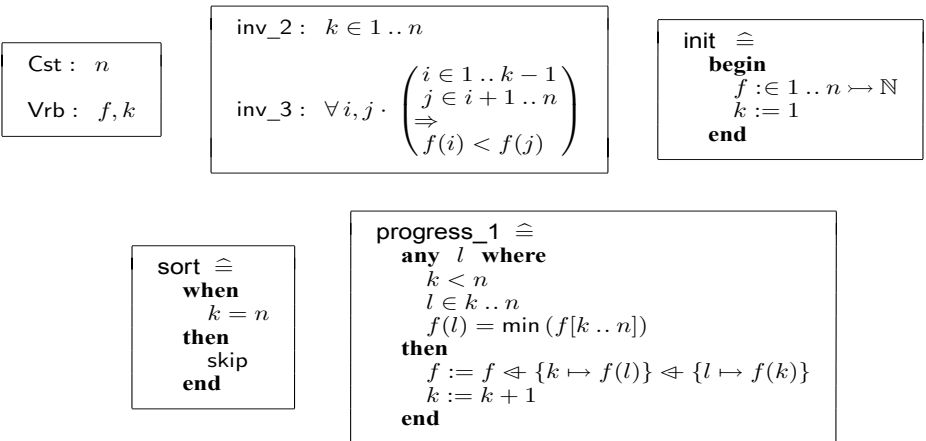 Cst : n
Vrb : f, k
inv_2 : k ∈ 1 .. n
inv_3 : ∀ i, j · ( i ∈ 1 .. k − 1
j ∈ i + 1 .. n
⇒
f(i) < f(j) )
init ≙
begin
f :∈ 1 .. n ↣ ℕ
k := 1
end
sort ≙
when
k = n
then
skip
end
progress_1 ≙
any l where
k < n
l ∈ k .. n
f(l) = min (f[k .. n])
then
f := f ⩤ {k ↦ f(l)} ⩤ {l ↦ f(k)}
k := k + 1
end